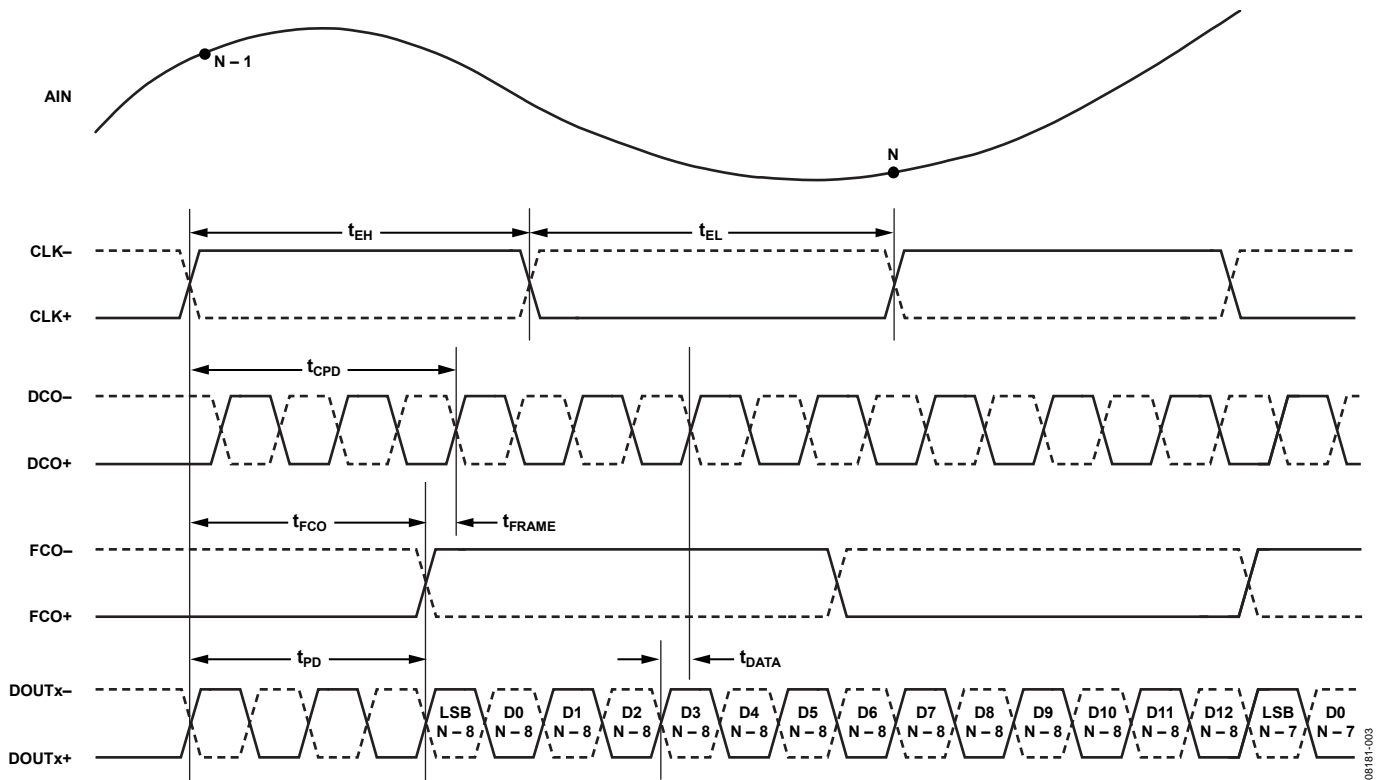 N – 1
AIN
N
tEH
tEL
CLK–
CLK+
tCPD
DCO–
DCO+
tFCO
tFRAME
FCO–
FCO+
tPD
tDATA
DOUTx–
DOUTx+
LSB D0 D1 D2 D3 D4 D5 D6 D7 D8 D9 D10 D11 D12 LSB D0
N – 8 N – 8 N – 8 N – 8 N – 8 N – 8 N – 8 N – 8 N – 8 N – 8 N – 8 N – 8 N – 8 N – 8 N – 7 N – 7
08181-003